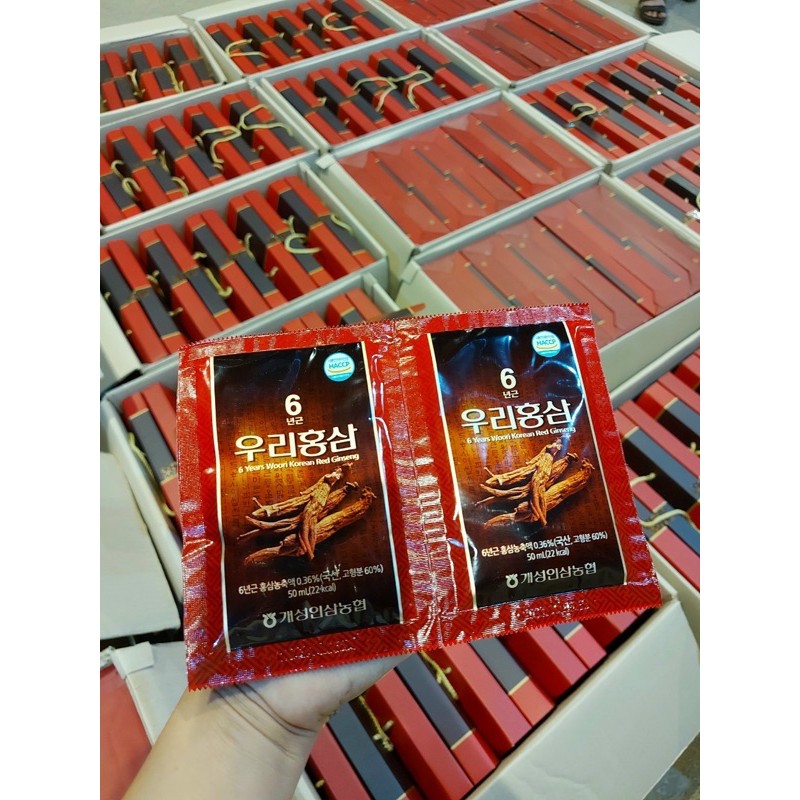 HACCP
6
년근
우리홍삼
6 Years Woori Korean Red Ginseng
6년근 홍삼농축액 0.36%(국산, 고형분 60%)
50 mL(22 kcal)
개성인삼농협
HACCP
6
년근
우리홍삼
6 Years Woori Korean Red Ginseng
6년근 홍삼농축액 0.36%(국산, 고형분 60%)
50 mL(22 kcal)
개성인삼농협